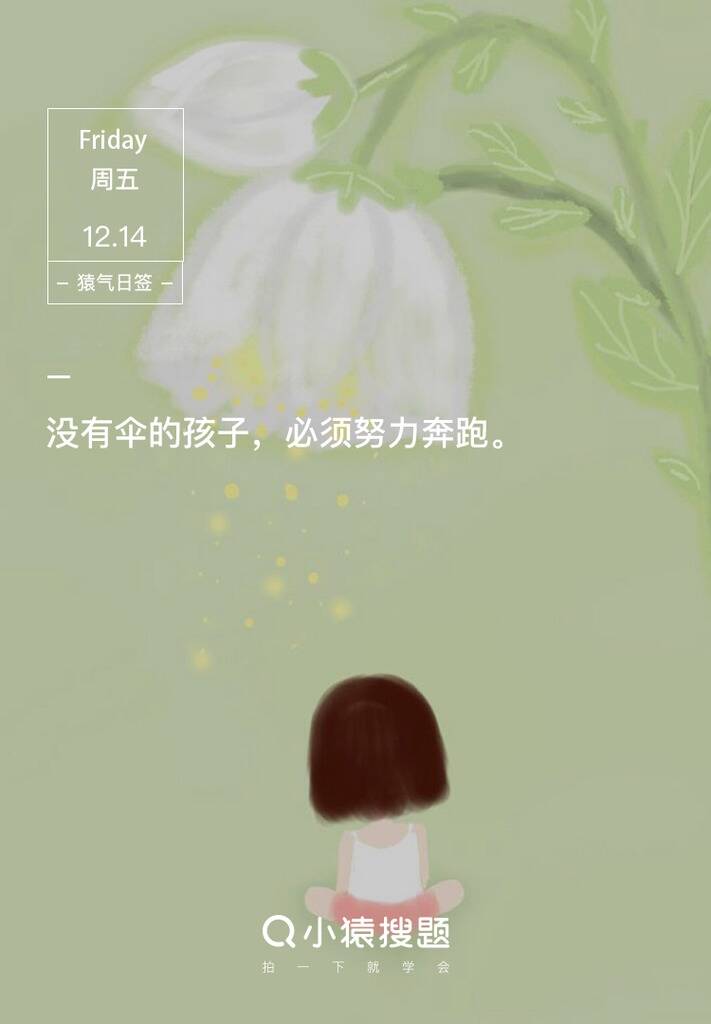 Friday
周五
12.14
– 猿气日签 –
没有伞的孩子，必须努力奔跑。
小猿搜题
拍一下就学会